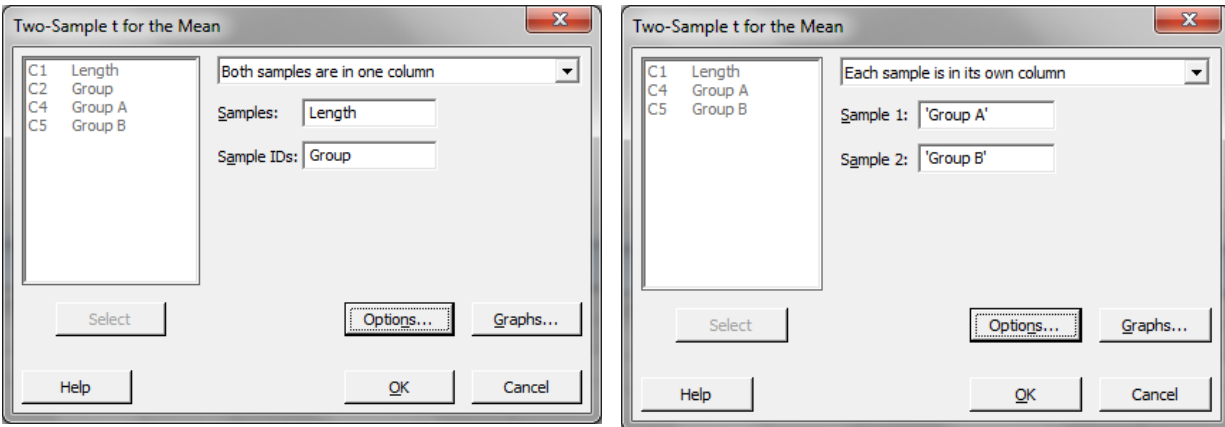 Two-Sample t for the Mean
C1 Length
C2 Group
C4 Group A
C5 Group B
Both samples are in one column
Samples: Length
Sample IDs: Group
Select
Options...
Graphs...
Help
OK
Cancel
Two-Sample t for the Mean
C1 Length
C4 Group A
C5 Group B
Each sample is in its own column
Sample 1: 'Group A'
Sample 2: 'Group B'
Select
Options...
Graphs...
Help
OK
Cancel